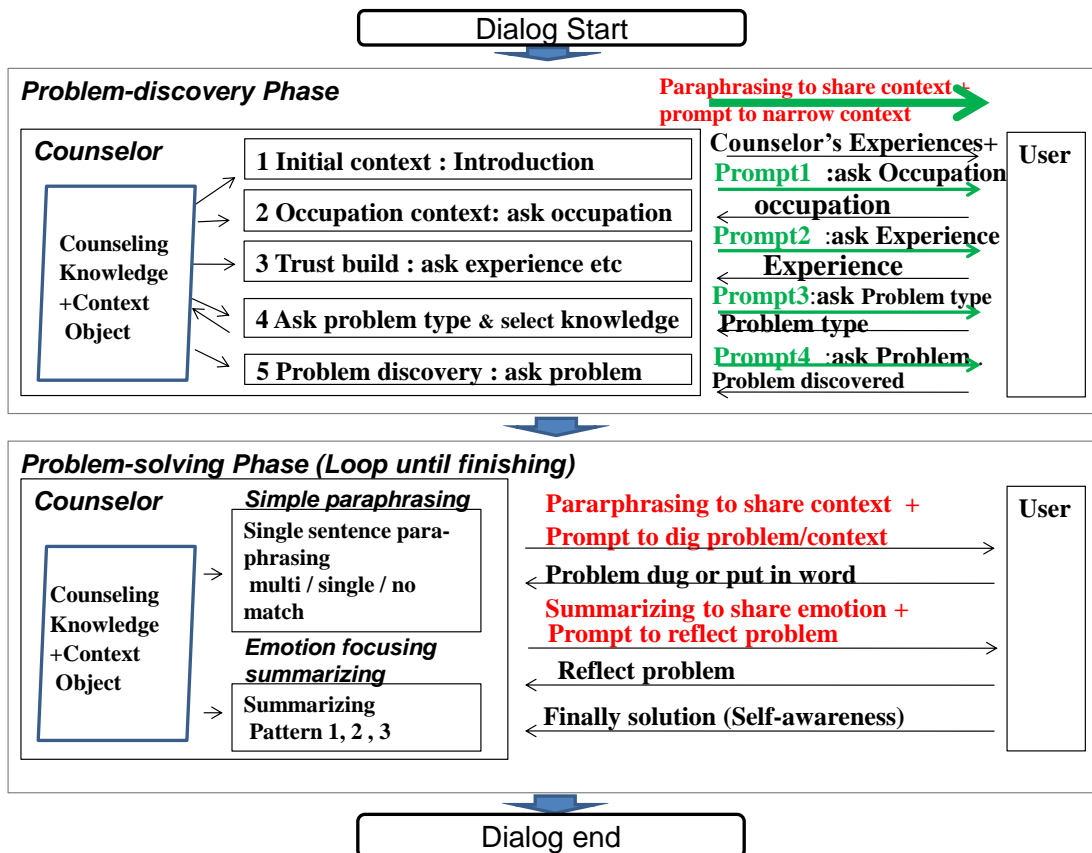 Dialog Start
Problem-discovery Phase
Paraphrasing to share context +
prompt to narrow context
Counselor
Counseling
Knowledge
+Context
Object
1 Initial context : Introduction
2 Occupation context: ask occupation
3 Trust build : ask experience etc
4 Ask problem type & select knowledge
5 Problem discovery : ask problem
Counselor's Experiences+
Prompt1 :ask Occupation
occupation
Prompt2 :ask Experience
Experience
Prompt3:ask Problem type
Problem type
Prompt4 :ask Problem..
Problem discovered
User
Problem-solving Phase (Loop until finishing)
Counselor
Counseling
Knowledge
+Context
Object
Simple paraphrasing
Single sentence para-
phrasing
multi / single / no
match
Emotion focusing
summarizing
Summarizing
Pattern 1, 2 , 3
Pararphrasing to share context +
Prompt to dig problem/context
Problem dug or put in word
Summarizing to share emotion +
Prompt to reflect problem
Reflect problem
Finally solution (Self-awareness)
User
Dialog end